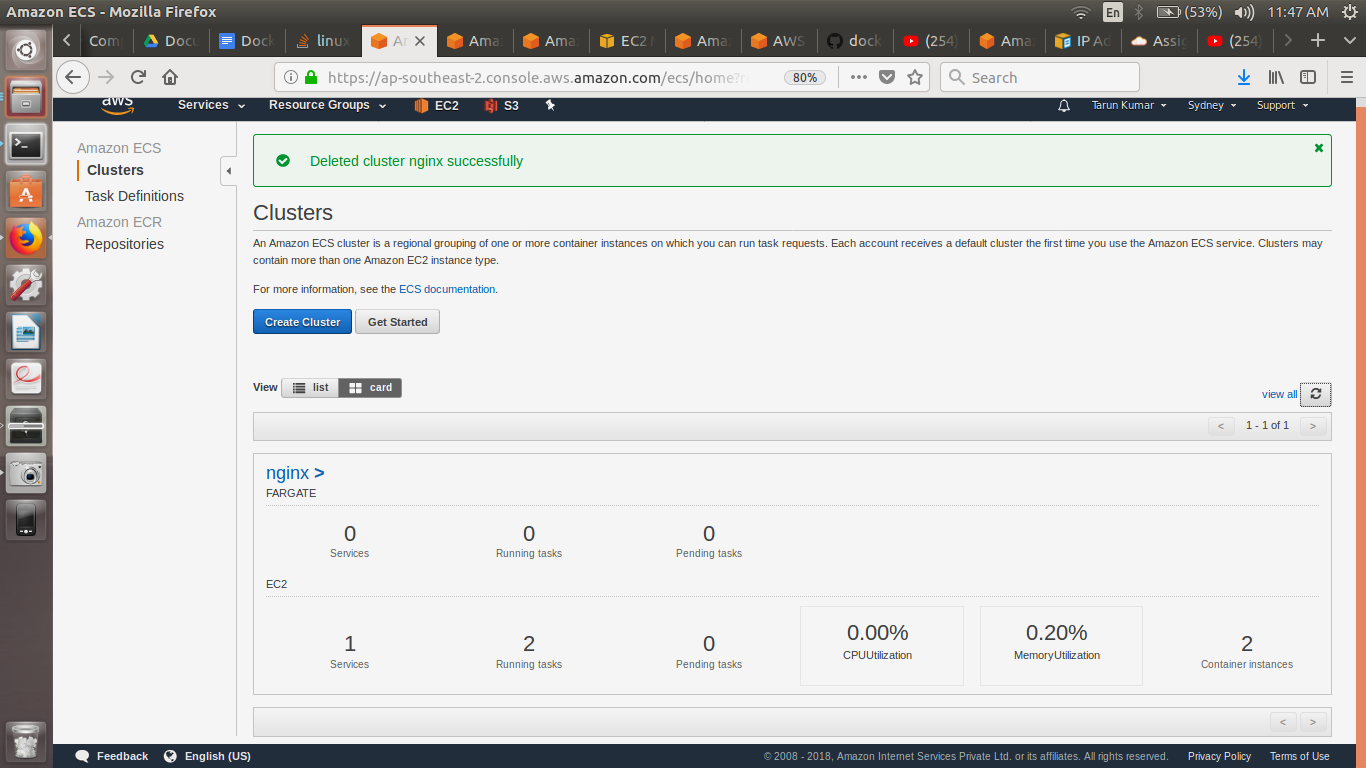 Amazon ECS - Mozilla Firefox
En
(53%)
11:47 AM
Com
Docu
Dock
linux
Ama
Ama
EC2
Ama
AWS
dock
(254)
Ama
IP Ad
Assig
(254)
https://ap-southeast-2.console.aws.amazon.com/ecs/home?
80%
Search
aws
Services
Resource Groups
EC2
S3
Tarun Kumar
Sydney
Support
Amazon ECS
Clusters
Task Definitions
Amazon ECR
Repositories
Deleted cluster nginx successfully
Clusters
An Amazon ECS cluster is a regional grouping of one or more container instances on which you can run task requests. Each account receives a default cluster the first time you use the Amazon ECS service. Clusters may
contain more than one Amazon EC2 instance type.
For more information, see the ECS documentation.
Create Cluster
Get Started
View
list
card
view all
< 1 - 1 of 1 >
nginx >
FARGATE
0 0 0
Services Running tasks Pending tasks
EC2
1 2 0 0.00% 0.20% 2
Services Running tasks Pending tasks CPUUtilization MemoryUtilization Container instances
< >
Feedback
English (US)
© 2008 - 2018, Amazon Internet Services Private Ltd. or its affiliates. All rights reserved.
Privacy Policy
Terms of Use